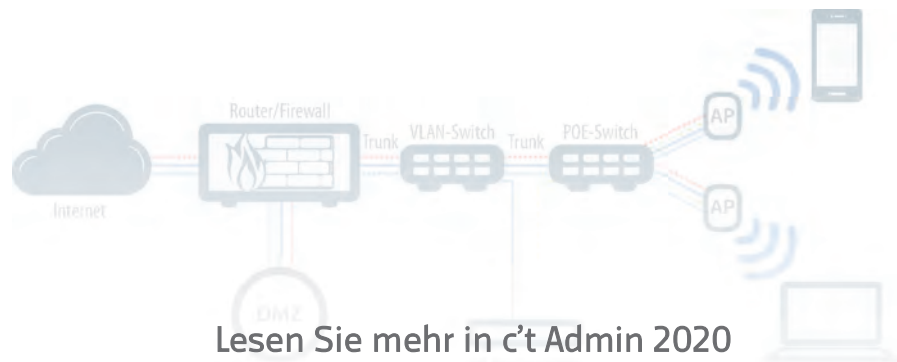 Router/Firewall
Trunk
VLAN-Switch
Trunk
POE-Switch
AP
Internet
AP
DMZ
Lesen Sie mehr in c't Admin 2020